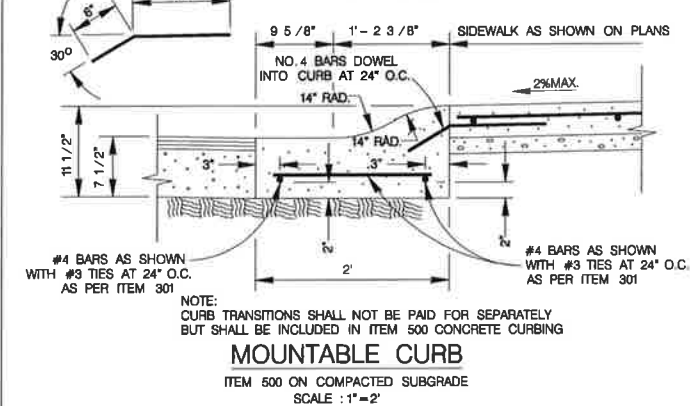 6"
30°
9 5/8"
1'- 2 3/8"
SIDEWALK AS SHOWN ON PLANS
NO. 4 BARS DOWEL
INTO CURB AT 24" O.C.
14" RAD.
2%MAX.
14" RAD.
11 1/2"
7 1/2"
3"
3"
2"
2"
#4 BARS AS SHOWN
WITH #3 TIES AT 24" O.C.
AS PER ITEM 301
2'
#4 BARS AS SHOWN
WITH #3 TIES AT 24" O.C.
AS PER ITEM 301
NOTE:
CURB TRANSITIONS SHALL NOT BE PAID FOR SEPARATELY
BUT SHALL BE INCLUDED IN ITEM 500 CONCRETE CURBING
MOUNTABLE CURB
ITEM 500 ON COMPACTED SUBGRADE
SCALE : 1"=2'